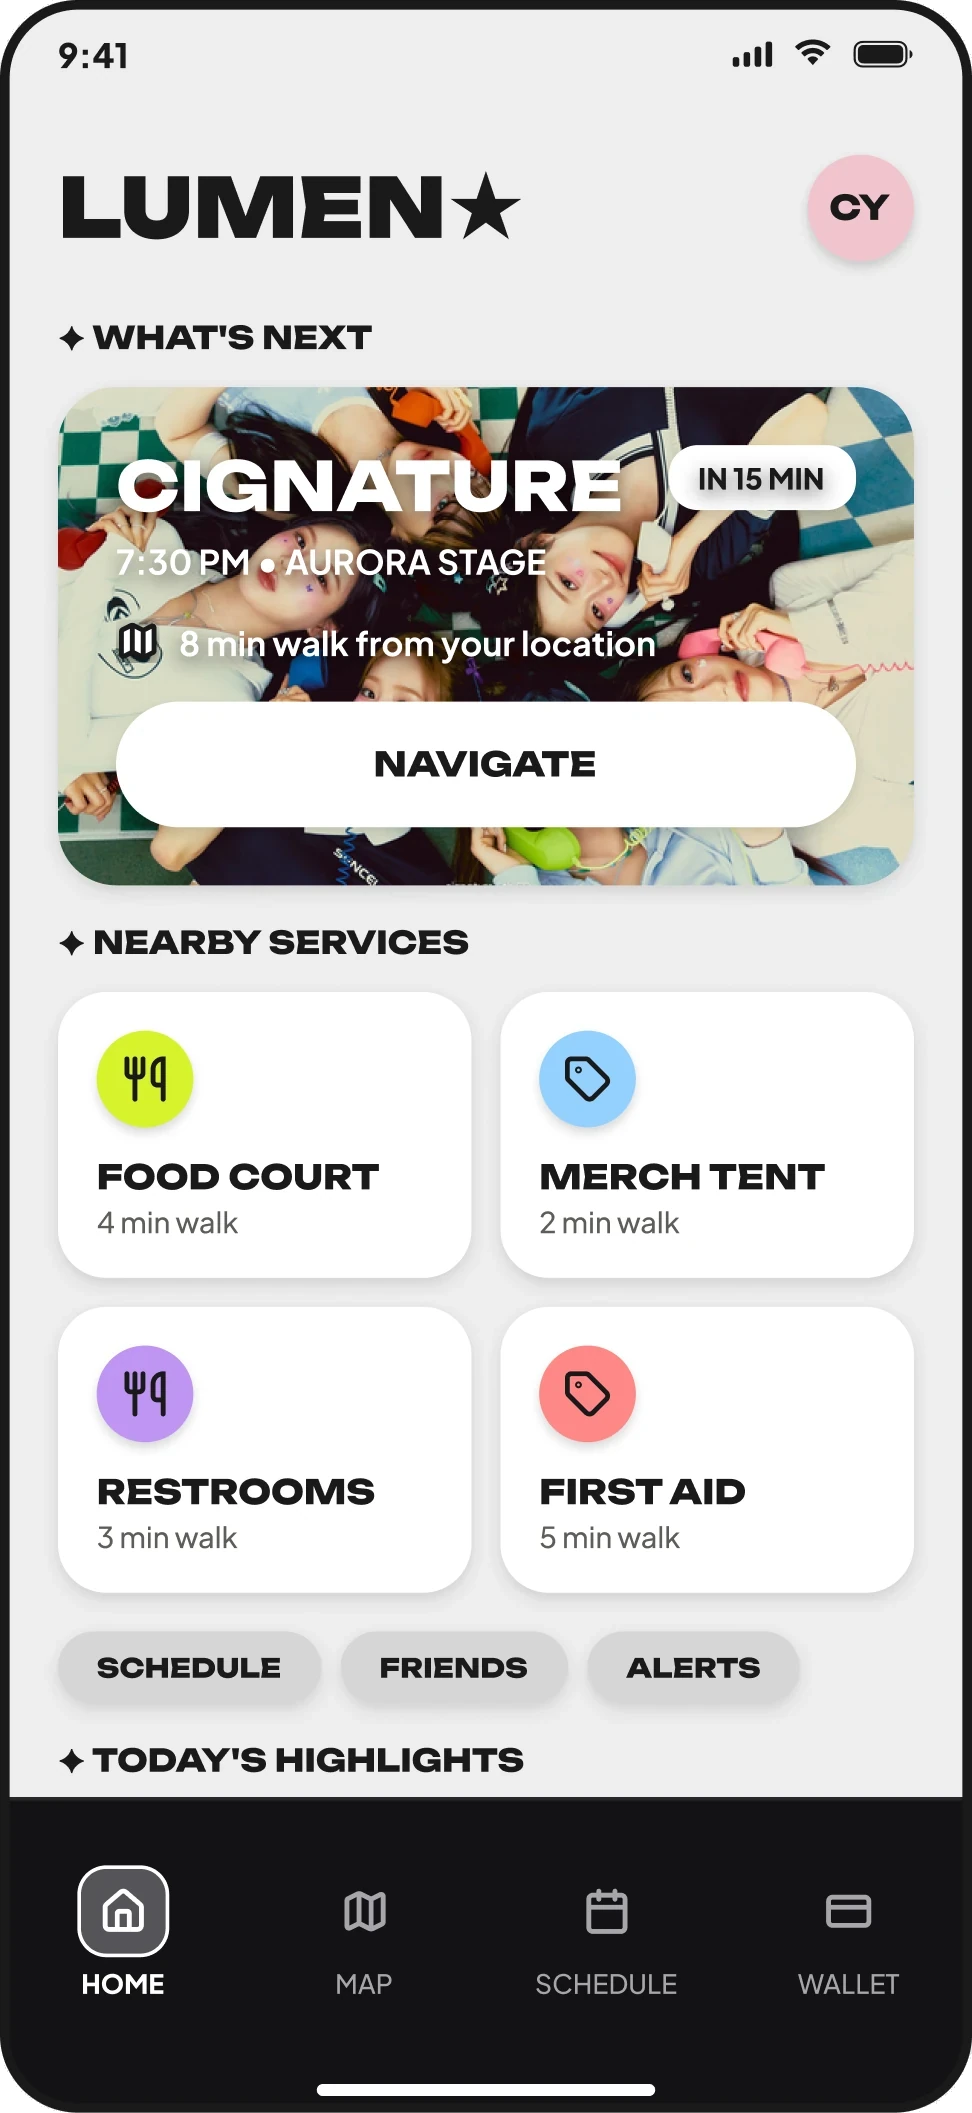 9:41
LUMEN★
CY
✦ WHAT'S NEXT
CIGNATURE
IN 15 MIN
7:30 PM • AURORA STAGE
8 min walk from your location
NAVIGATE
✦ NEARBY SERVICES
FOOD COURT
4 min walk
MERCH TENT
2 min walk
RESTROOMS
3 min walk
FIRST AID
5 min walk
SCHEDULE
FRIENDS
ALERTS
✦ TODAY'S HIGHLIGHTS
HOME
MAP
SCHEDULE
WALLET